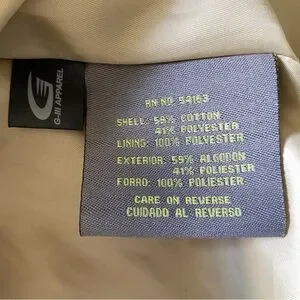 G-III APPAREL
RN NO 54163
SHELL: 59% COTTON
41% POLYESTER
LINING: 100% POLYESTER
EXTERIOR: 59% ALGODON
41% POLIESTER
FORRO: 100% POLIESTER
CARE ON REVERSE
CUIDADO AL REVERSO